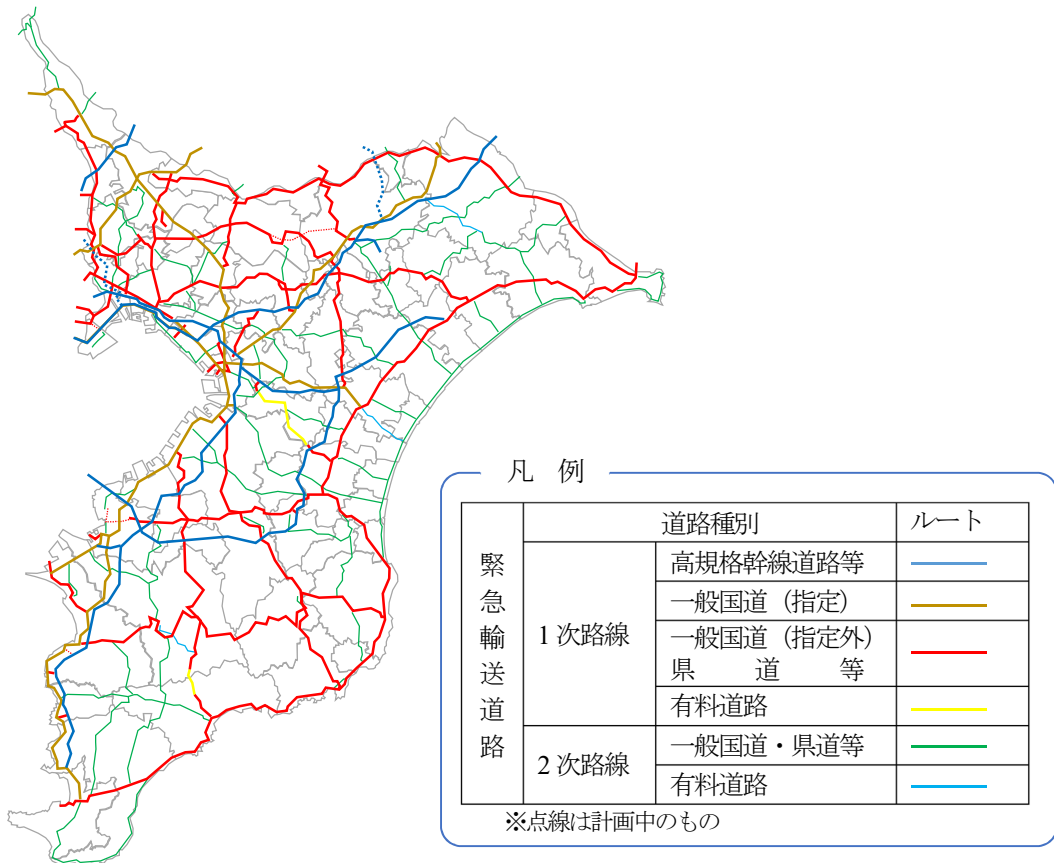 凡 例
緊急輸送道路
道路種別 ルート
1次路線
高規格幹線道路等
一般国道（指定）
一般国道（指定外）
県 道 等
有料道路
2次路線
一般国道・県道等
有料道路
※点線は計画中のもの